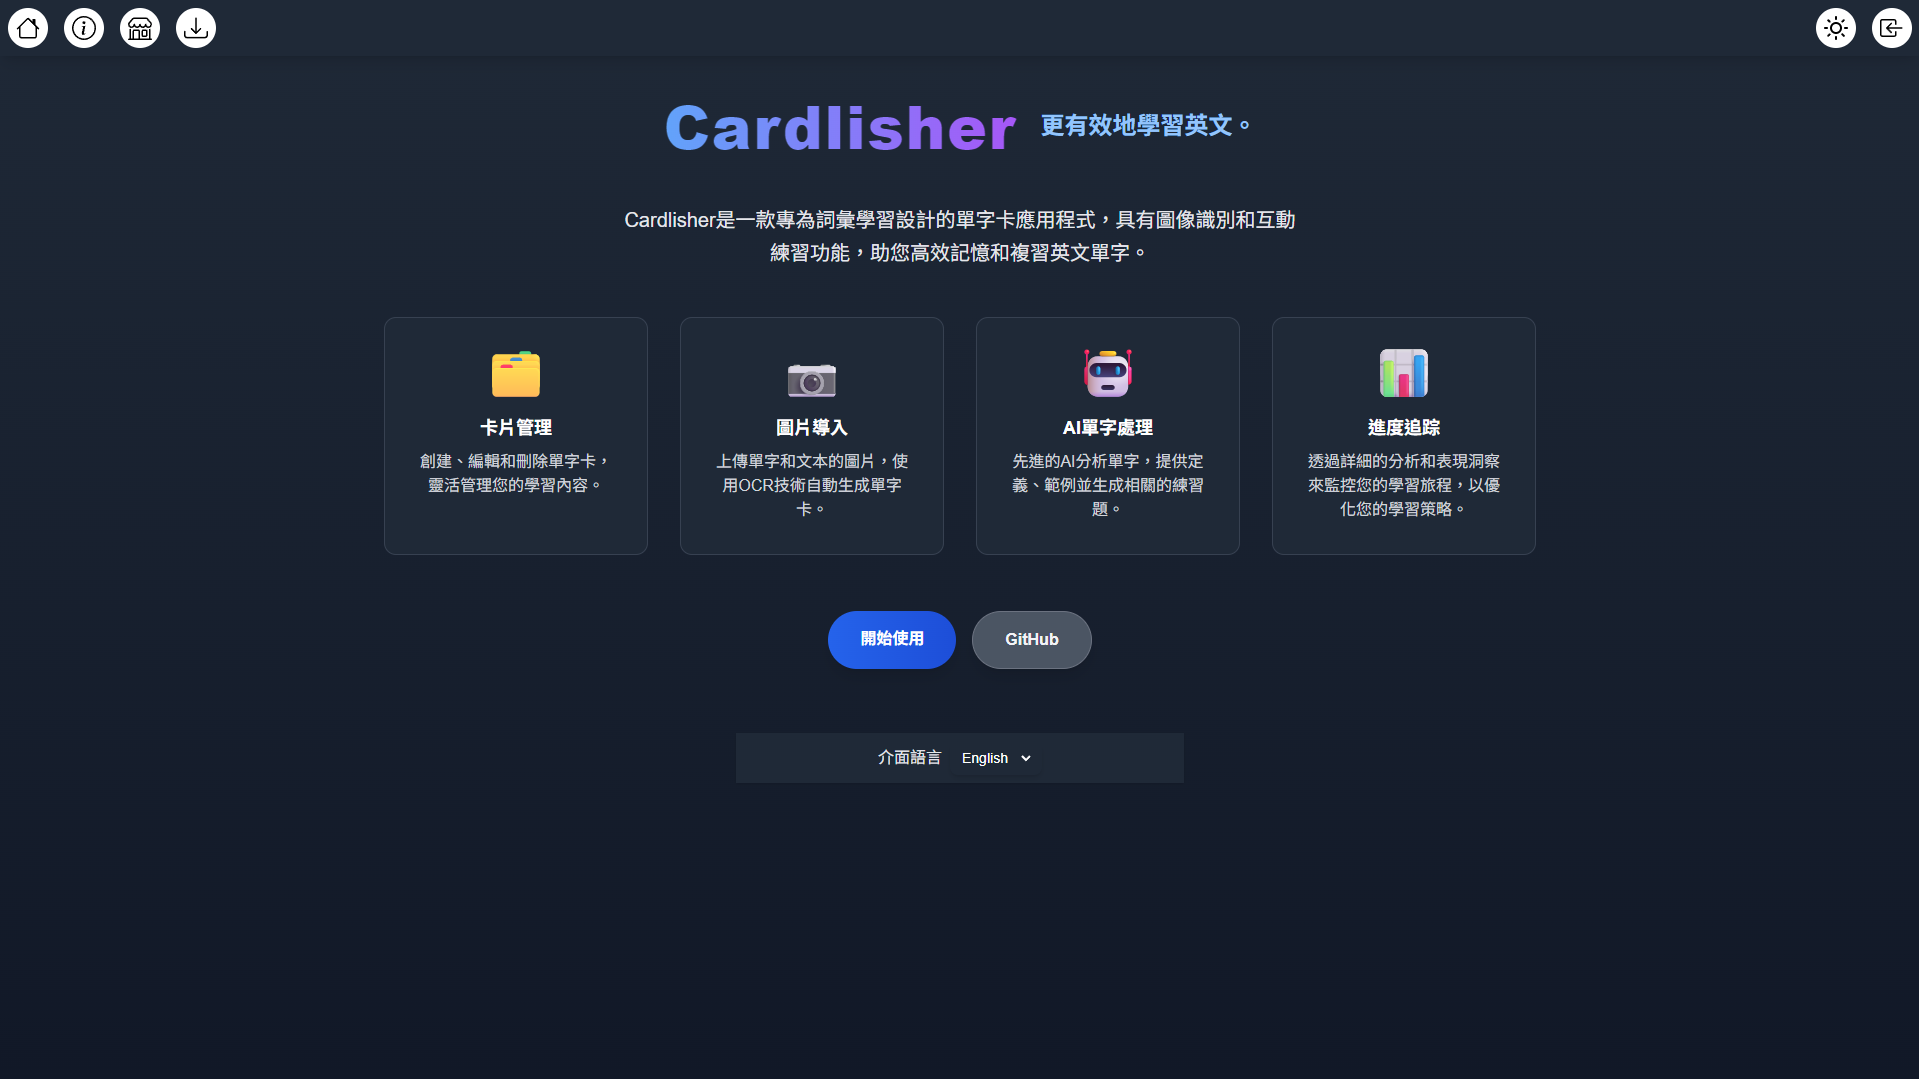 Cardlisher 更有效地學習英文。
Cardlisher是一款專為詞彙學習設計的單字卡應用程式，具有圖像識別和互動
練習功能，助您高效記憶和複習英文單字。
卡片管理
創建、編輯和刪除單字卡，
靈活管理您的學習內容。
圖片導入
上傳單字和文本的圖片，使
用OCR技術自動生成單字
卡。
AI單字處理
先進的AI分析單字，提供定
義、範例並生成相關的練習
題。
進度追踪
透過詳細的分析和表現洞察
來監控您的學習旅程，以優
化您的學習策略。
開始使用
GitHub
介面語言 English